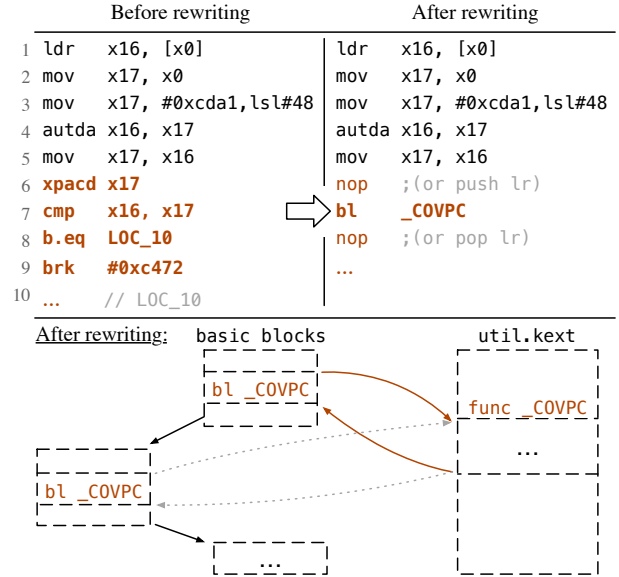 Before rewriting After rewriting
1 ldr x16, [x0] ldr x16, [x0]
2 mov x17, x0 mov x17, x0
3 mov x17, #0xcda1,lsl#48 mov x17, #0xcda1,lsl#48
4 autda x16, x17 autda x16, x17
5 mov x17, x16 mov x17, x16
6 xpacd x17 nop ;(or push lr)
7 cmp x16, x17 bl _COVPC
8 b.eq LOC_10 nop ;(or pop lr)
9 brk #0xc472 ...
10 ... // LOC_10
After rewriting: basic blocks util.kext
bl _COVPC
func _COVPC
...
bl _COVPC
...